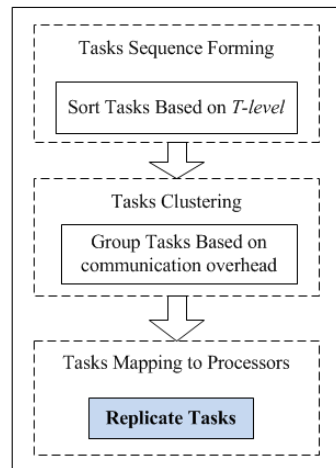 Tasks Sequence Forming
Sort Tasks Based on T-level
Tasks Clustering
Group Tasks Based on
communication overhead
Tasks Mapping to Processors
Replicate Tasks